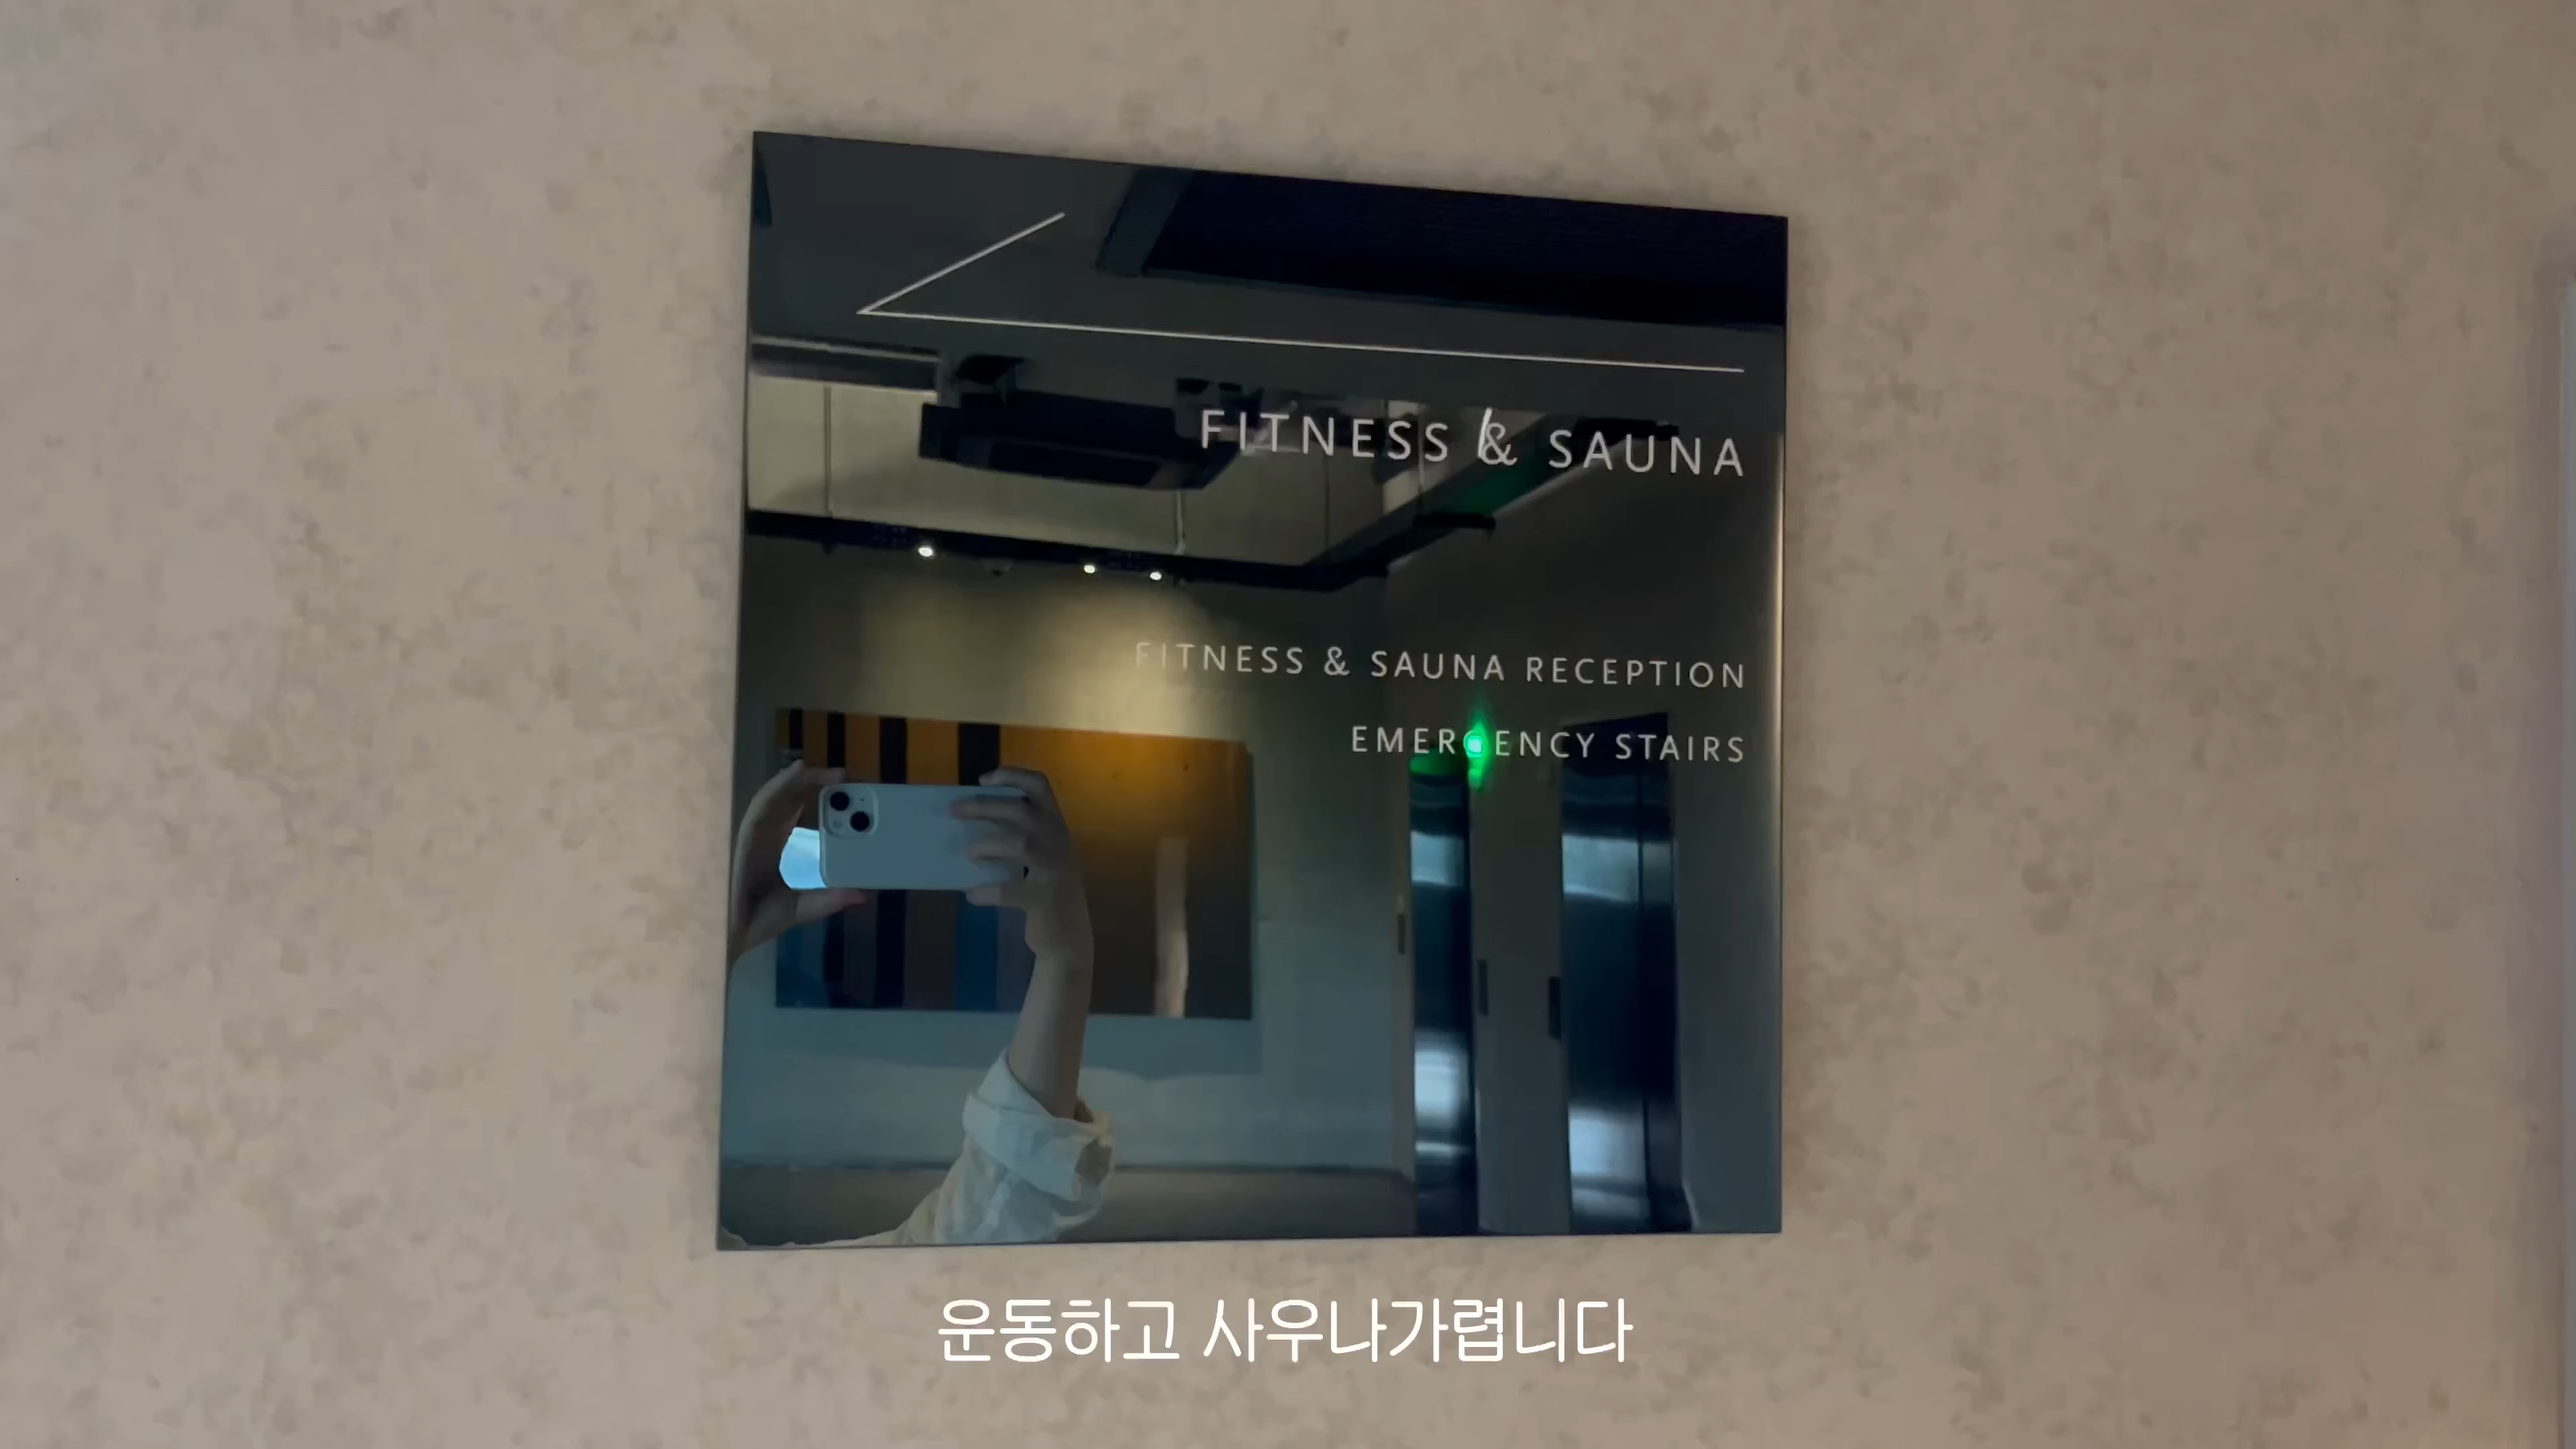 FITNESS & SAUNA
FITNESS & SAUNA RECEPTION
EMERGENCY STAIRS
운동하고 사우나가렵니다